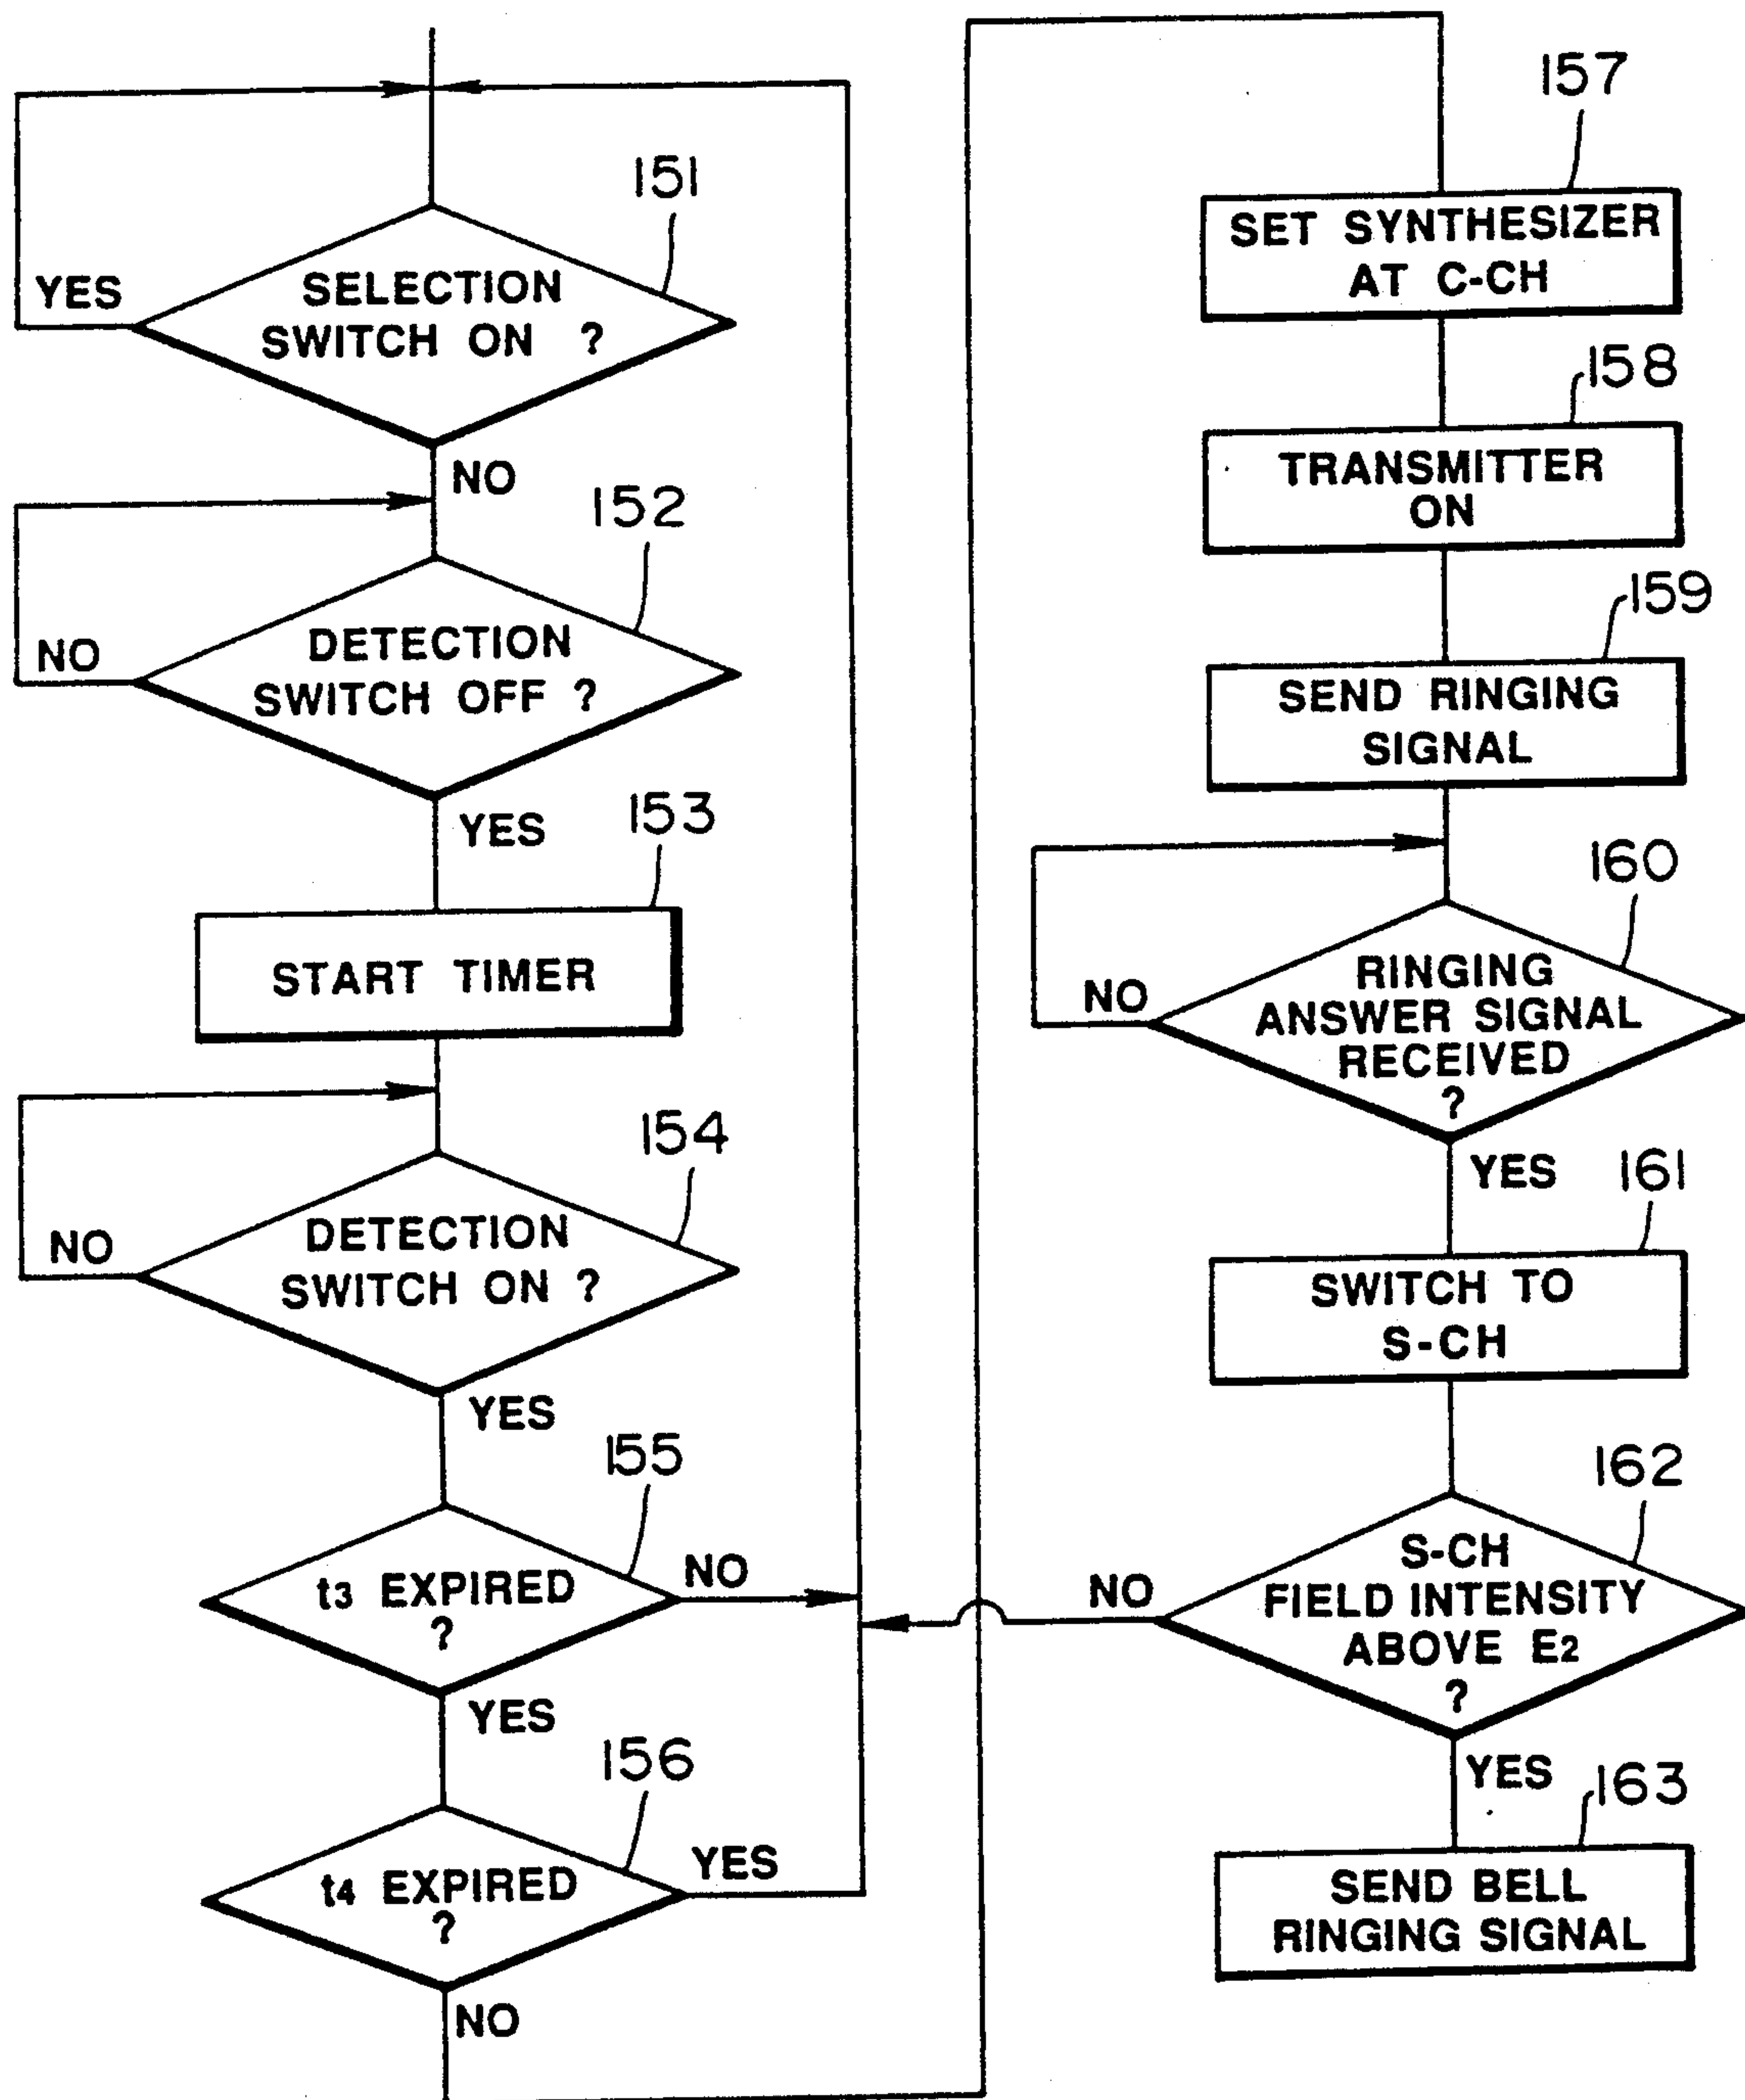 151
SELECTION
SWITCH ON ?
YES
NO
152
DETECTION
SWITCH OFF ?
NO
YES
153
START TIMER
154
DETECTION
SWITCH ON ?
NO
YES
155
t3 EXPIRED
?
NO
YES
156
t4 EXPIRED
?
YES
NO
157
SET SYNTHESIZER
AT C-CH
158
TRANSMITTER
ON
159
SEND RINGING
SIGNAL
160
RINGING
ANSWER SIGNAL
RECEIVED
?
NO
YES
161
SWITCH TO
S-CH
162
S-CH
FIELD INTENSITY
ABOVE E2
?
NO
YES
163
SEND BELL
RINGING SIGNAL